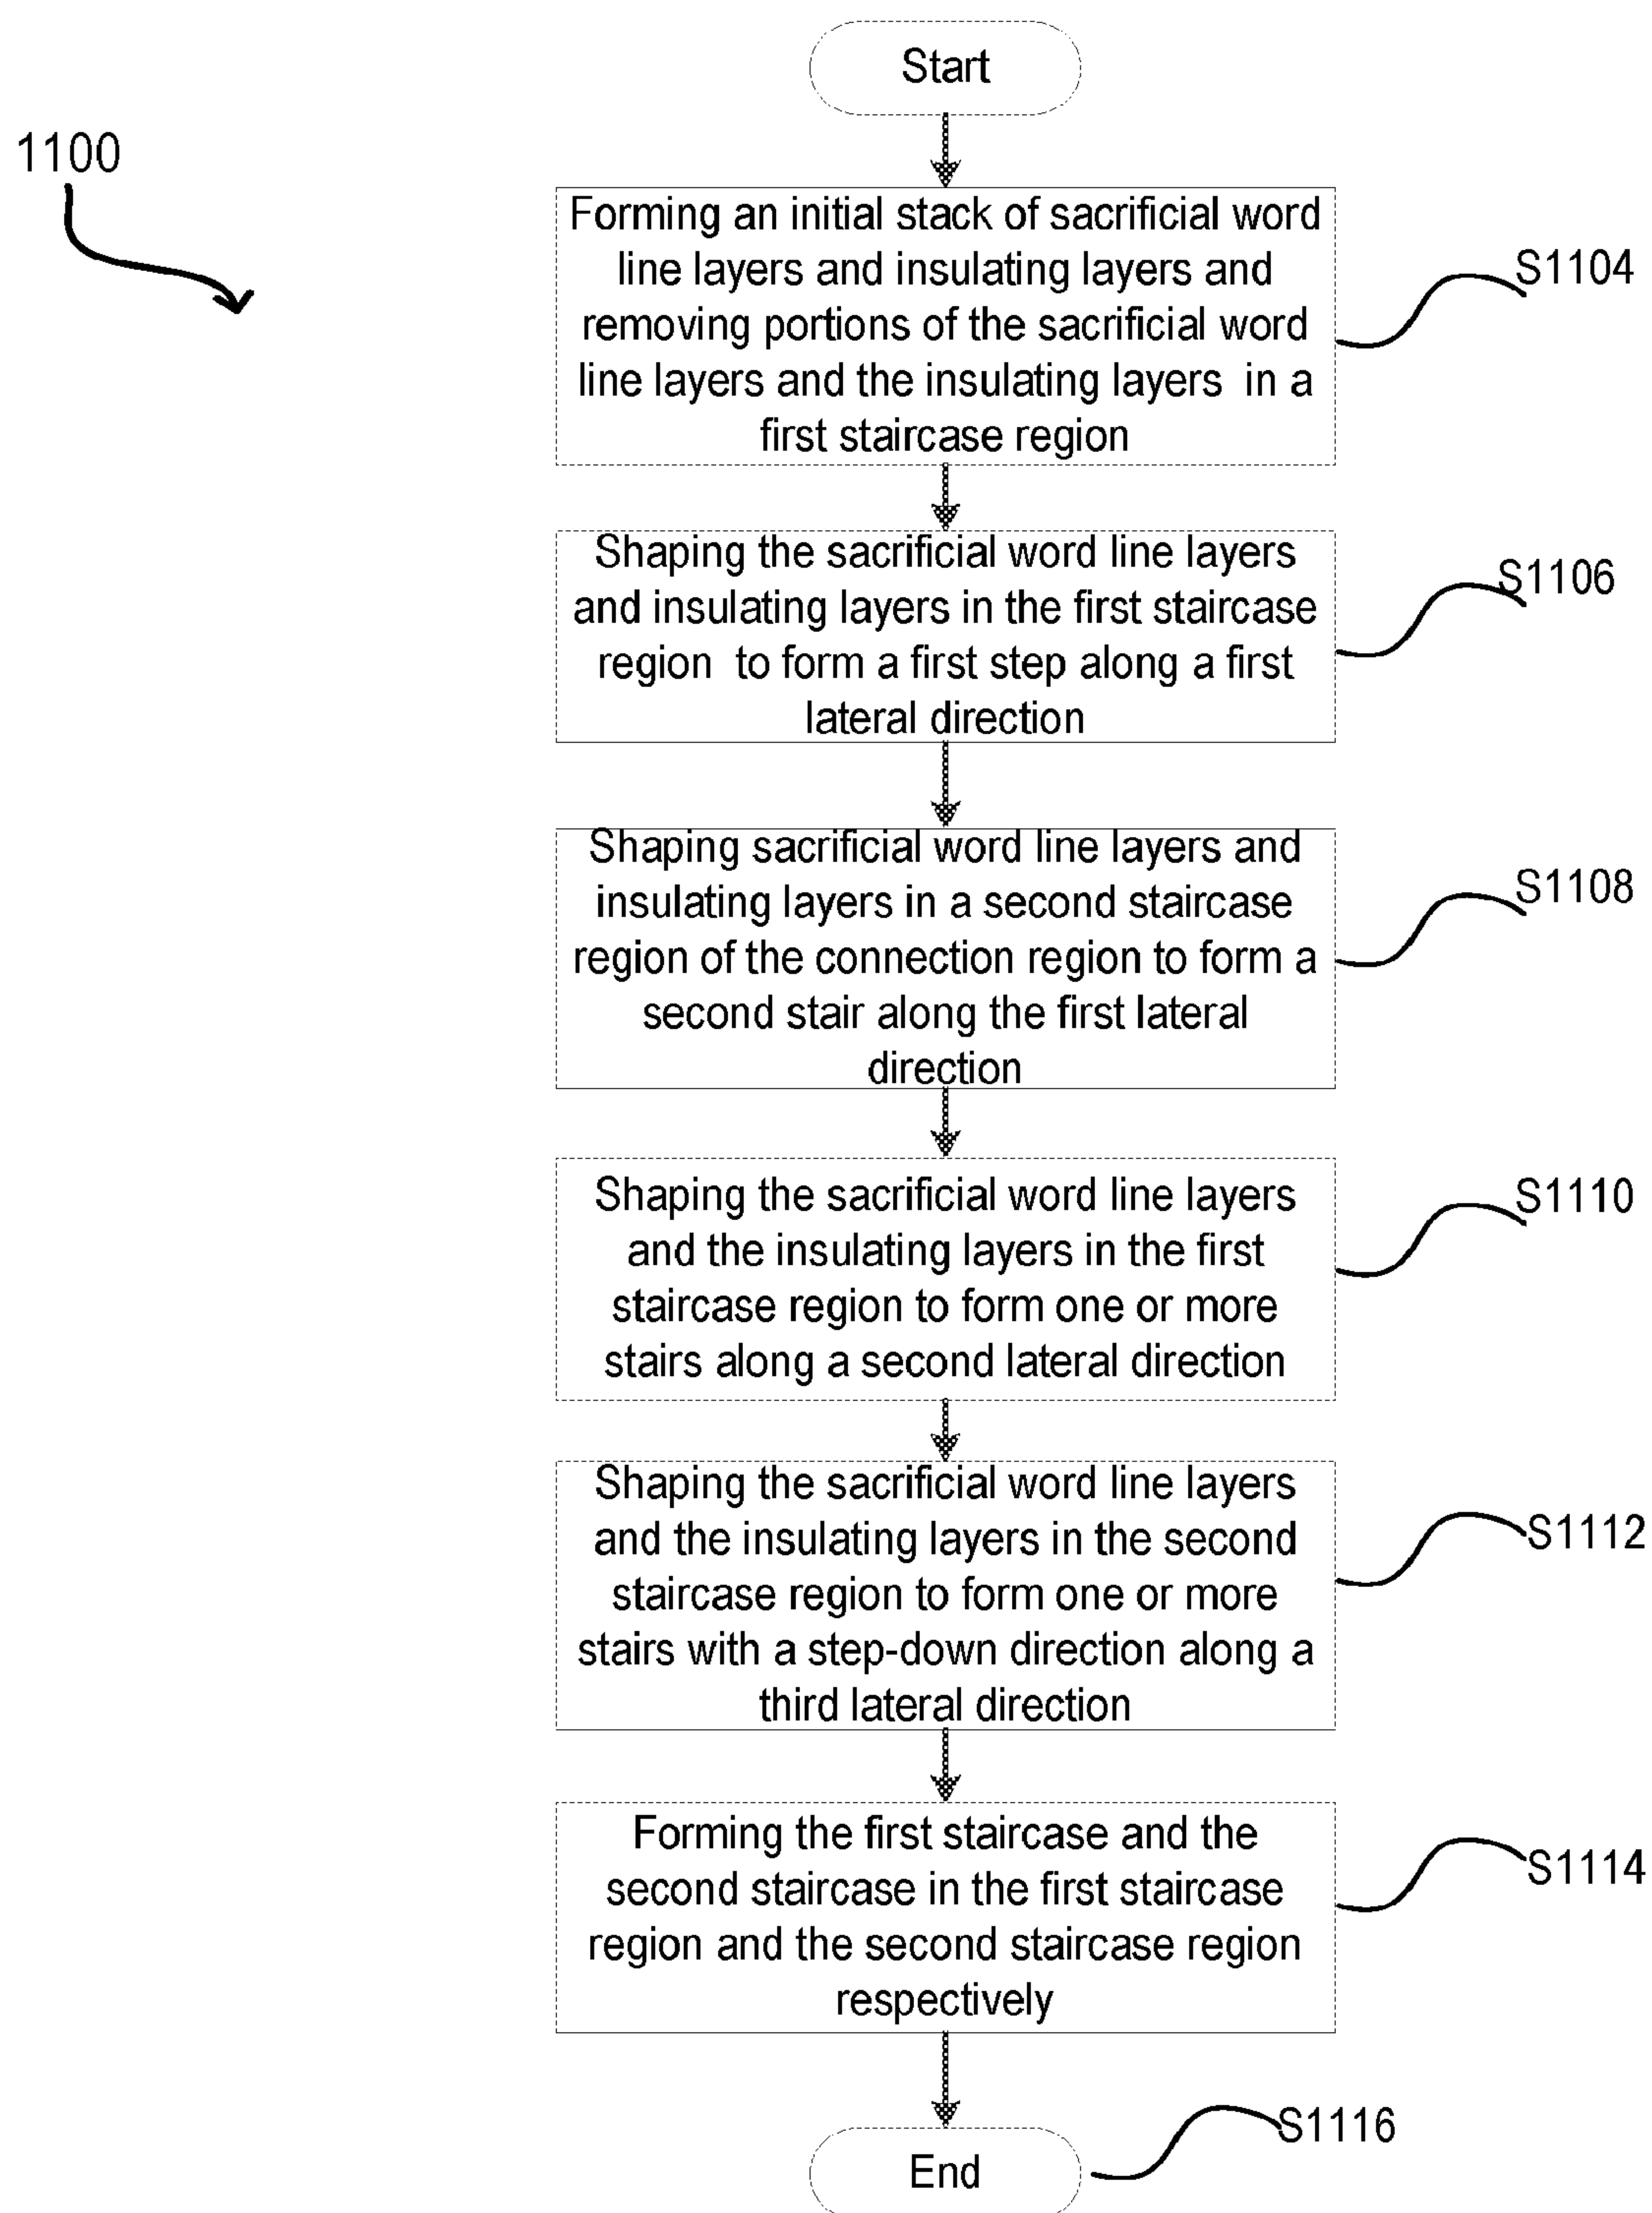 Start
1100
Forming an initial stack of sacrificial word
line layers and insulating layers and
removing portions of the sacrificial word
line layers and the insulating layers in a
first staircase region
S1104
Shaping the sacrificial word line layers
and insulating layers in the first staircase
region to form a first step along a first
lateral direction
S1106
Shaping sacrificial word line layers and
insulating layers in a second staircase
region of the connection region to form a
second stair along the first lateral
direction
S1108
Shaping the sacrificial word line layers
and the insulating layers in the first
staircase region to form one or more
stairs along a second lateral direction
S1110
Shaping the sacrificial word line layers
and the insulating layers in the second
staircase region to form one or more
stairs with a step-down direction along a
third lateral direction
S1112
Forming the first staircase and the
second staircase in the first staircase
region and the second staircase region
respectively
S1114
End
S1116